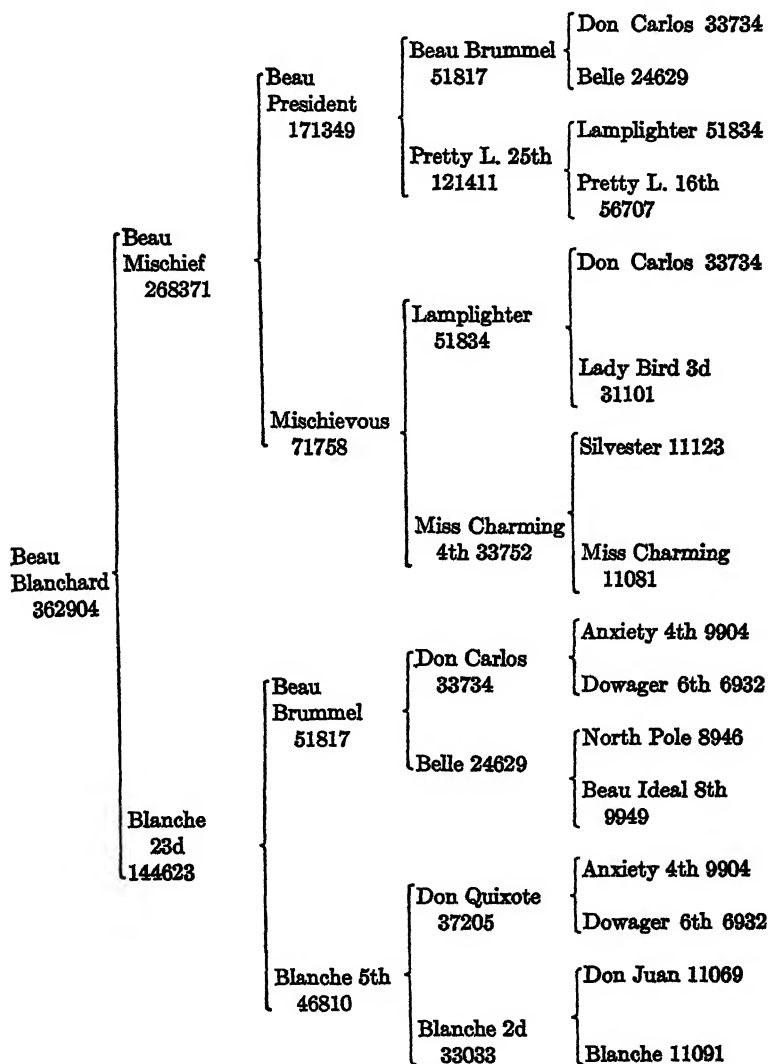 Don Carlos 33734
Beau Brummel
51817
Belle 24629
Beau
President
171349
Lamplighter 51834
Pretty L. 25th
121411
Pretty L. 16th
56707
Beau
Mischief
268371
Don Carlos 33734
Lamplighter
51834
Lady Bird 3d
31101
Mischievous
71758
Silvester 11123
Miss Charming
4th 33752
Miss Charming
11081
Beau
Blanchard
362904
Anxiety 4th 9904
Don Carlos
33734
Dowager 6th 6932
Beau
Brummel
51817
North Pole 8946
Belle 24629
Beau Ideal 8th
9949
Blanche
23d
144623
Anxiety 4th 9904
Don Quixote
37205
Dowager 6th 6932
Blanche 5th
46810
Don Juan 11069
Blanche 2d
33033
Blanche 11091